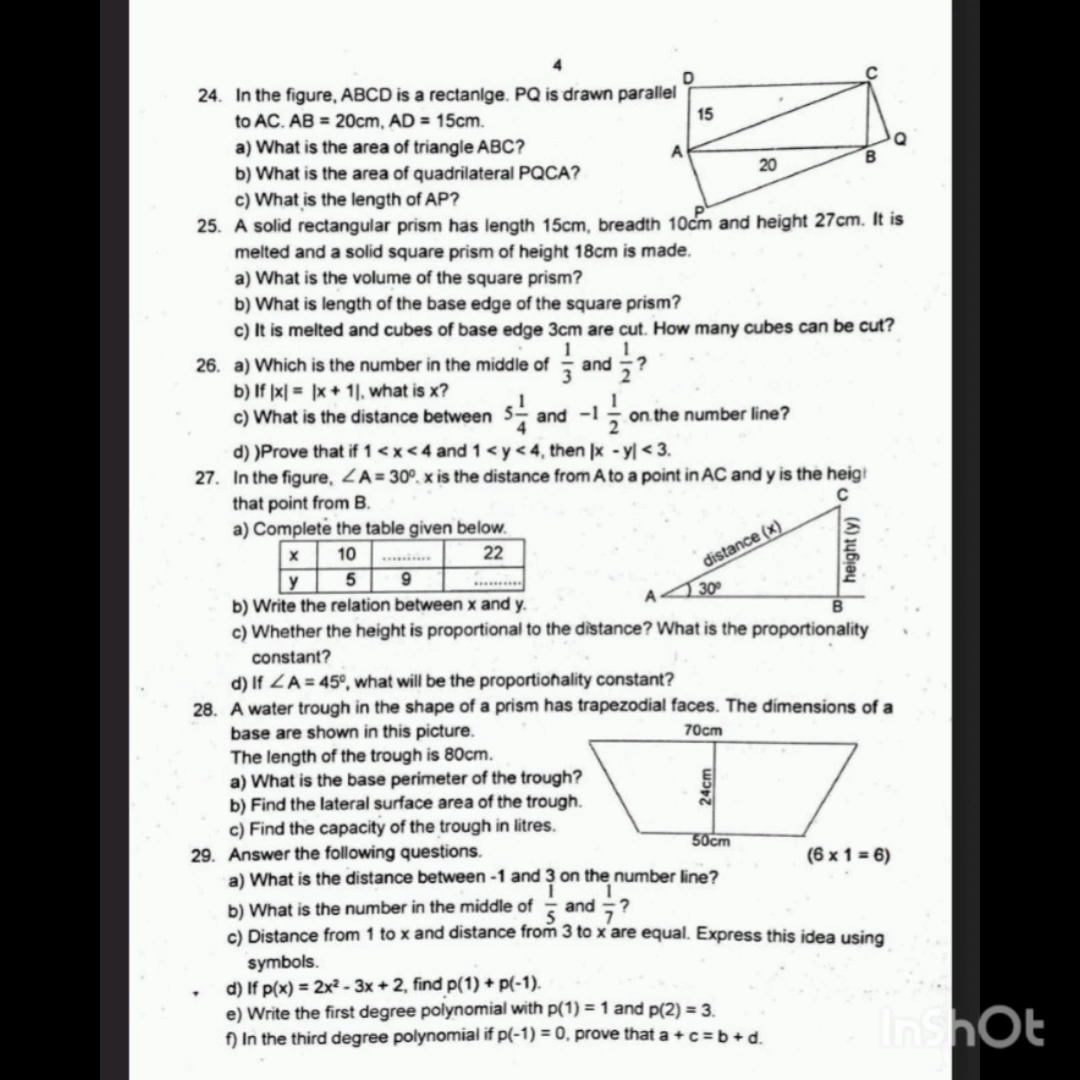 4
24. In the figure, ABCD is a rectanlge. PQ is drawn parallel
to AC. AB = 20cm, AD = 15cm.
a) What is the area of triangle ABC?
b) What is the area of quadrilateral PQCA?
c) What is the length of AP?
D
C
15
A
20
B
Q
P
25. A solid rectangular prism has length 15cm, breadth 10cm and height 27cm. It is
melted and a solid square prism of height 18cm is made.
a) What is the volume of the square prism?
b) What is length of the base edge of the square prism?
c) It is melted and cubes of base edge 3cm are cut. How many cubes can be cut?
26. a) Which is the number in the middle of 1/3 and 1/2?
b) If |x| = |x + 1|, what is x?
c) What is the distance between 5 1/4 and -1 1/2 on the number line?
d) )Prove that if 1 < x < 4 and 1 < y < 4, then |x - y| < 3.
27. In the figure, ∠A = 30⁰. x is the distance from A to a point in AC and y is the heig
that point from B.
a) Complete the table given below.
x 10 .......... 22
y 5 9 ..........
C
distance (x)
height (y)
A
30⁰
B
b) Write the relation between x and y.
c) Whether the height is proportional to the distance? What is the proportionality
constant?
d) If ∠A = 45⁰, what will be the proportionality constant?
28. A water trough in the shape of a prism has trapezodial faces. The dimensions of a
base are shown in this picture.
The length of the trough is 80cm.
a) What is the base perimeter of the trough?
b) Find the lateral surface area of the trough.
c) Find the capacity of the trough in litres.
70cm
24cm
50cm
29. Answer the following questions.
(6 x 1 = 6)
a) What is the distance between -1 and 3 on the number line?
b) What is the number in the middle of 1/5 and 1/7?
c) Distance from 1 to x and distance from 3 to x are equal. Express this idea using
symbols.
d) If p(x) = 2x² - 3x + 2, find p(1) + p(-1).
e) Write the first degree polynomial with p(1) = 1 and p(2) = 3.
f) In the third degree polynomial if p(-1) = 0, prove that a + c = b + d.
InShOt